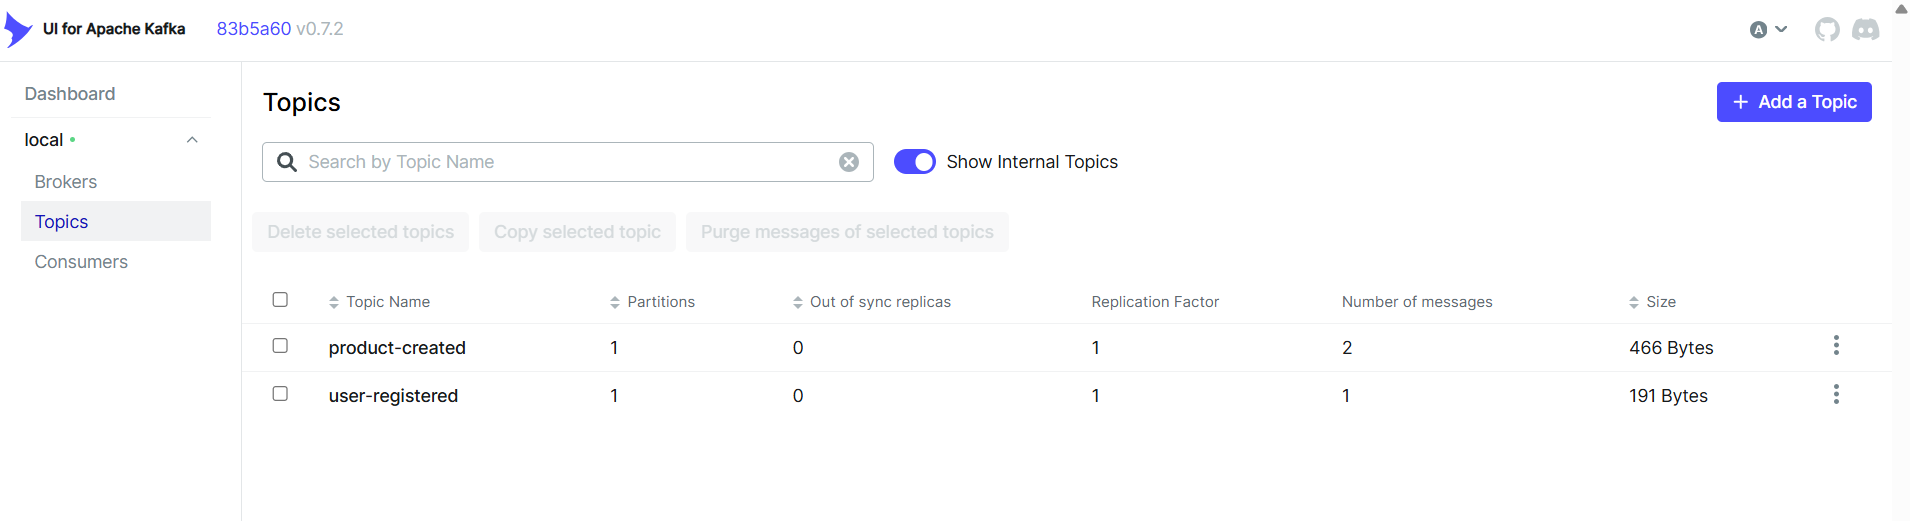 UI for Apache Kafka 83b5a60 v0.7.2 A
Dashboard
local
Brokers
Topics
Consumers
Topics
Add a Topic
Search by Topic Name
Show Internal Topics
Delete selected topics Copy selected topic Purge messages of selected topics
Topic Name Partitions Out of sync replicas Replication Factor Number of messages Size
product-created 1 0 1 2 466 Bytes
user-registered 1 0 1 1 191 Bytes